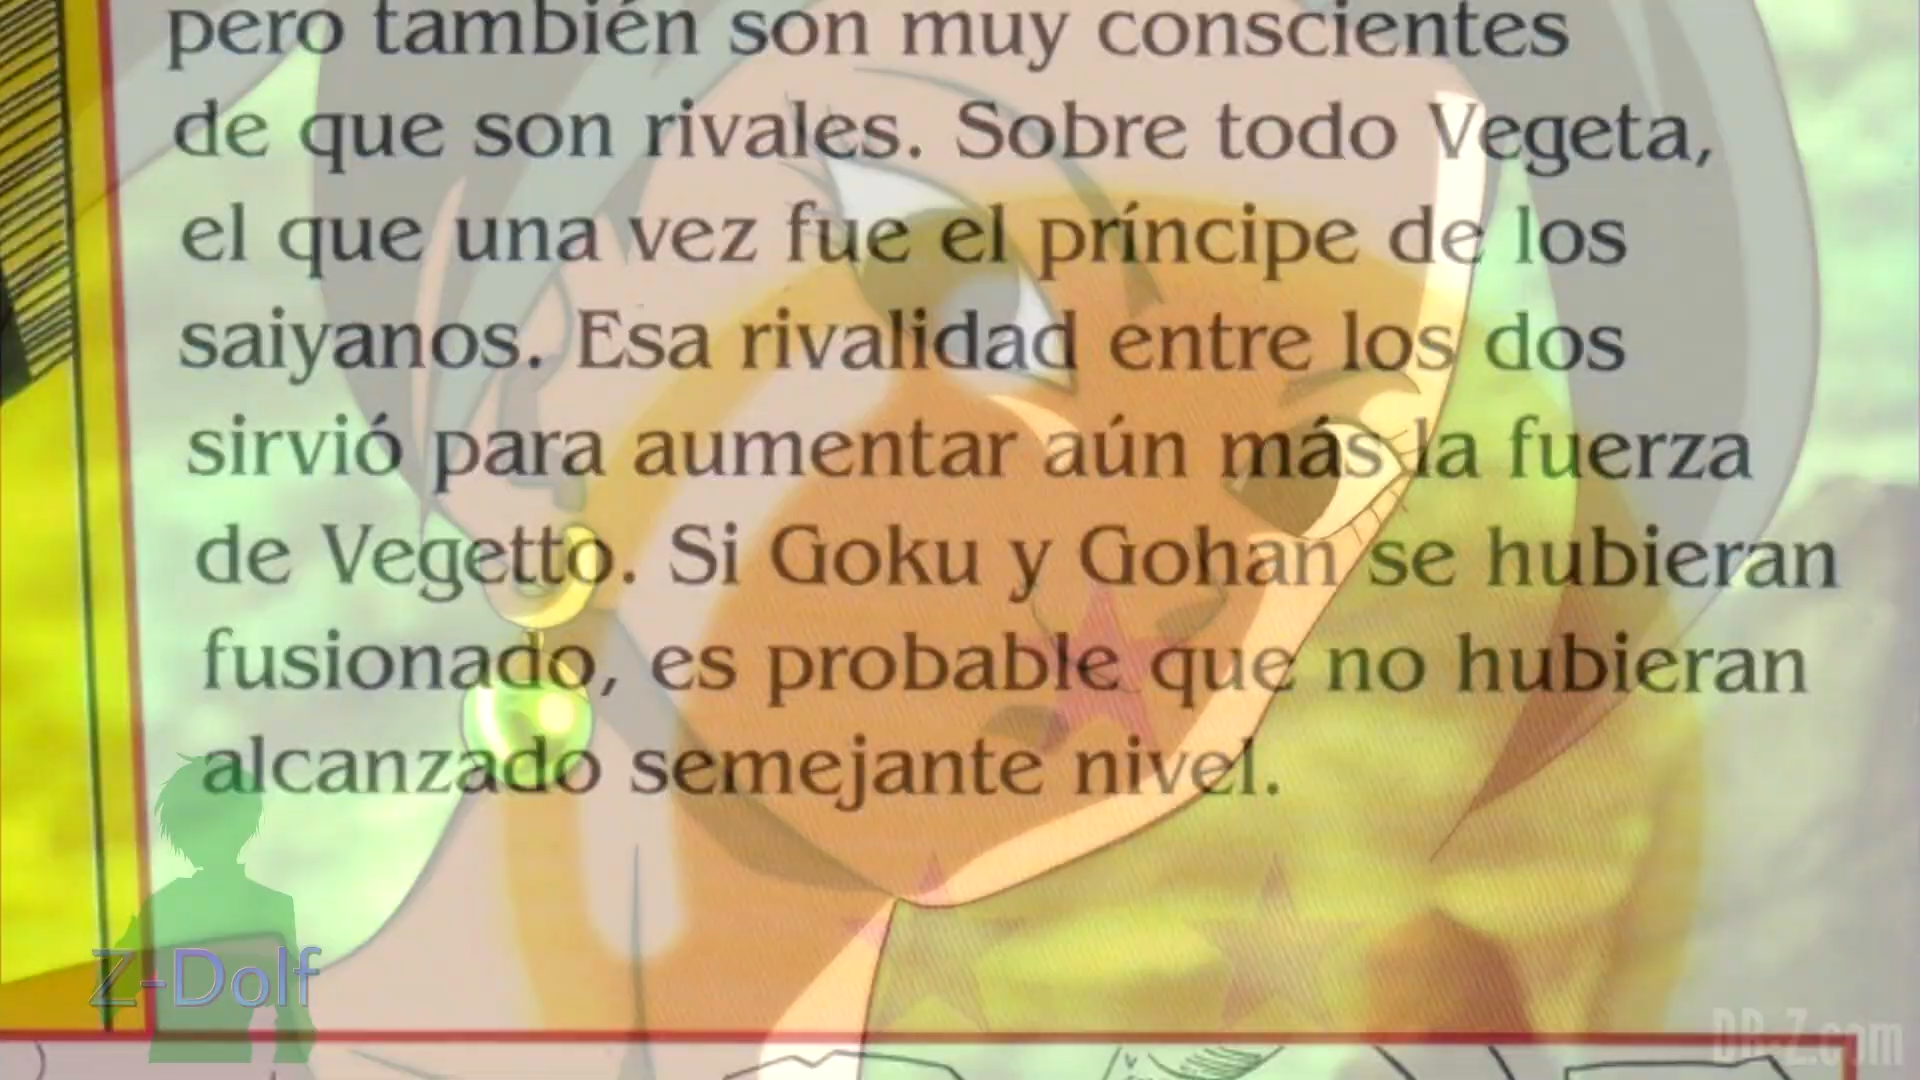 pero también son muy conscientes
de que son rivales. Sobre todo Vegeta,
el que una vez fue el príncipe de los
saiyanos. Esa rivalidad entre los dos
sirvió para aumentar aún más la fuerza
de Vegetto. Si Goku y Gohan se hubieran
fusionado, es probable que no hubieran
alcanzado semejante nivel.
Z-Dolf
DB-Z.com